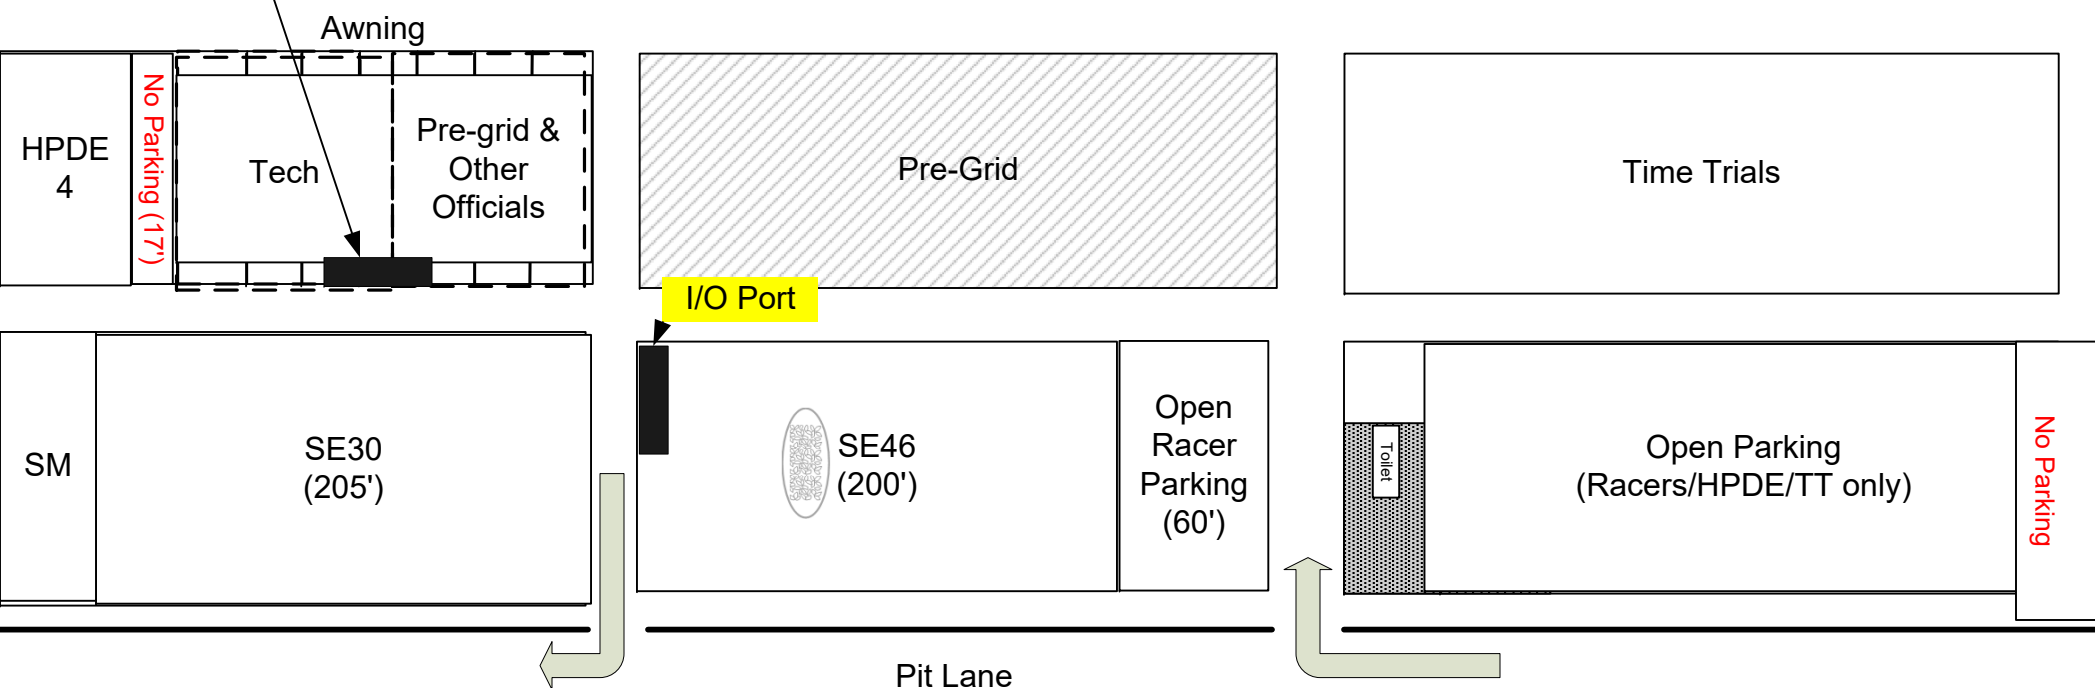 Awning
HPDE
4
No Parking (17')
Tech
Pre-grid &
Other
Officials
Pre-Grid
Time Trials
I/O Port
SM
SE30
(205')
SE46
(200')
Open
Racer
Parking
(60')
Toilet
Open Parking
(Racers/HPDE/TT only)
No Parking
Pit Lane